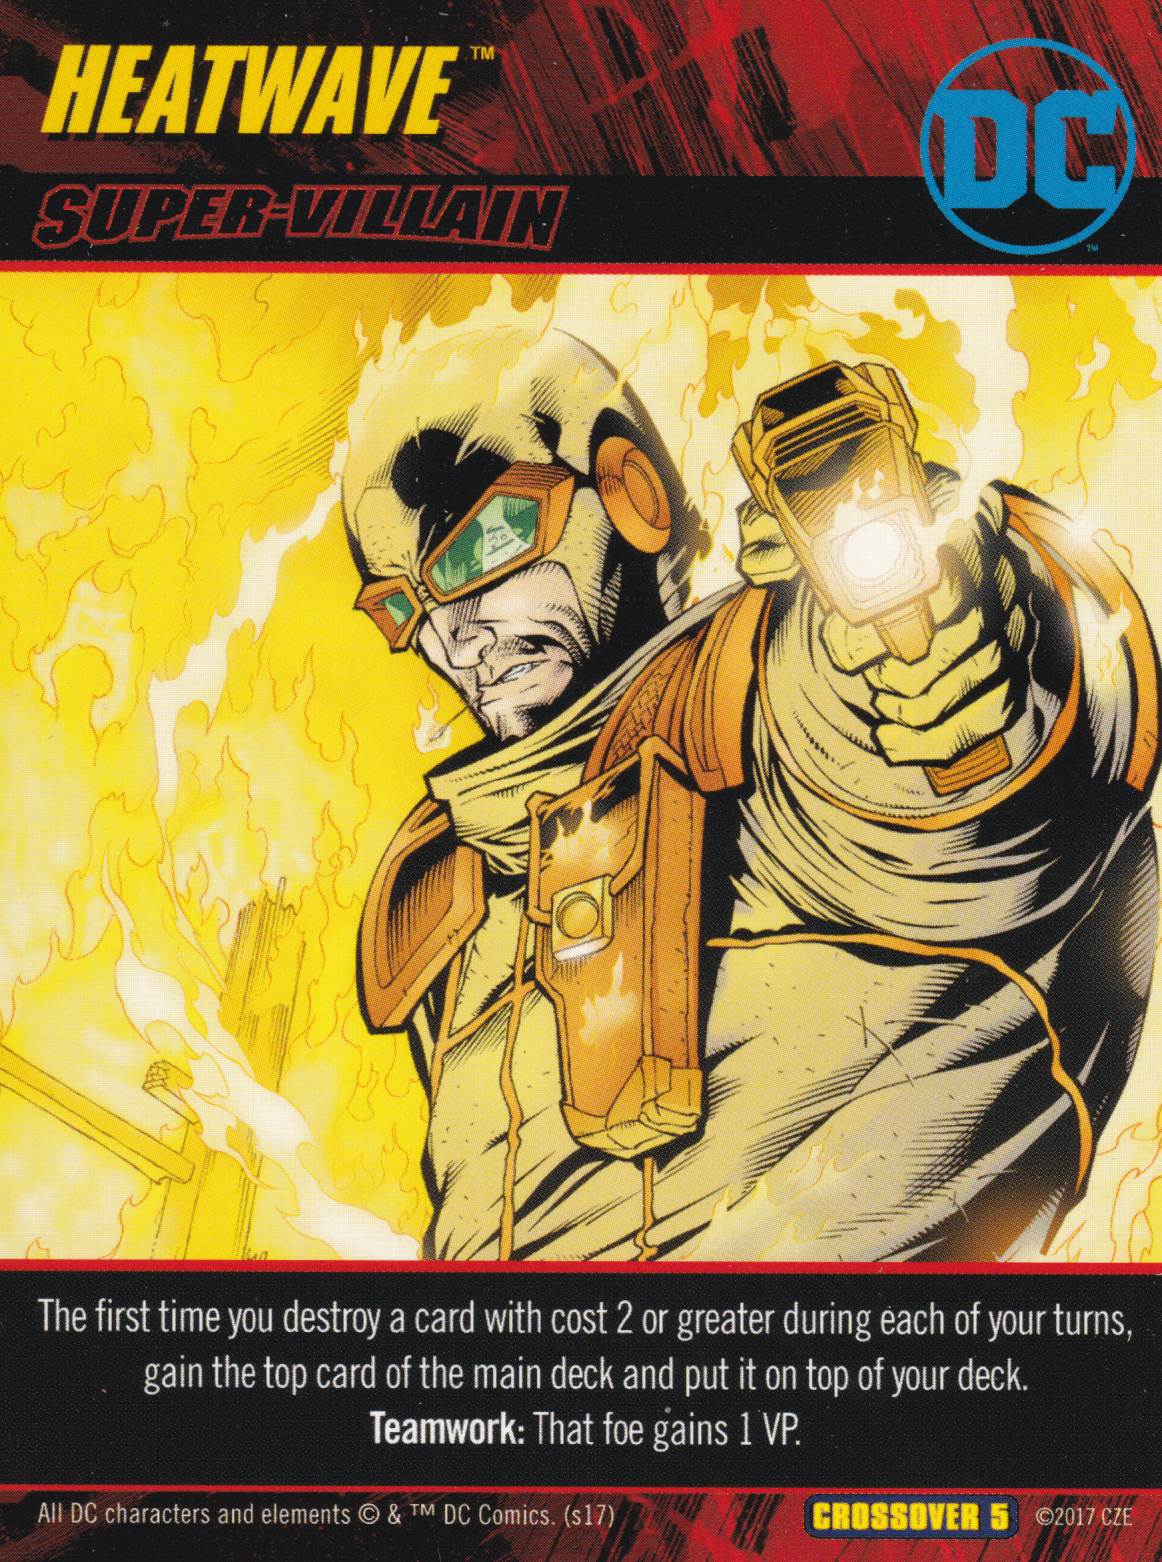 HEATWAVE™
DC™
SUPER-VILLAIN
The first time you destroy a card with cost 2 or greater during each of your turns,
gain the top card of the main deck and put it on top of your deck.
Teamwork: That foe gains 1 VP.
All DC characters and elements © & ™ DC Comics. (s17)
CROSSOVER 5
©2017 CZE